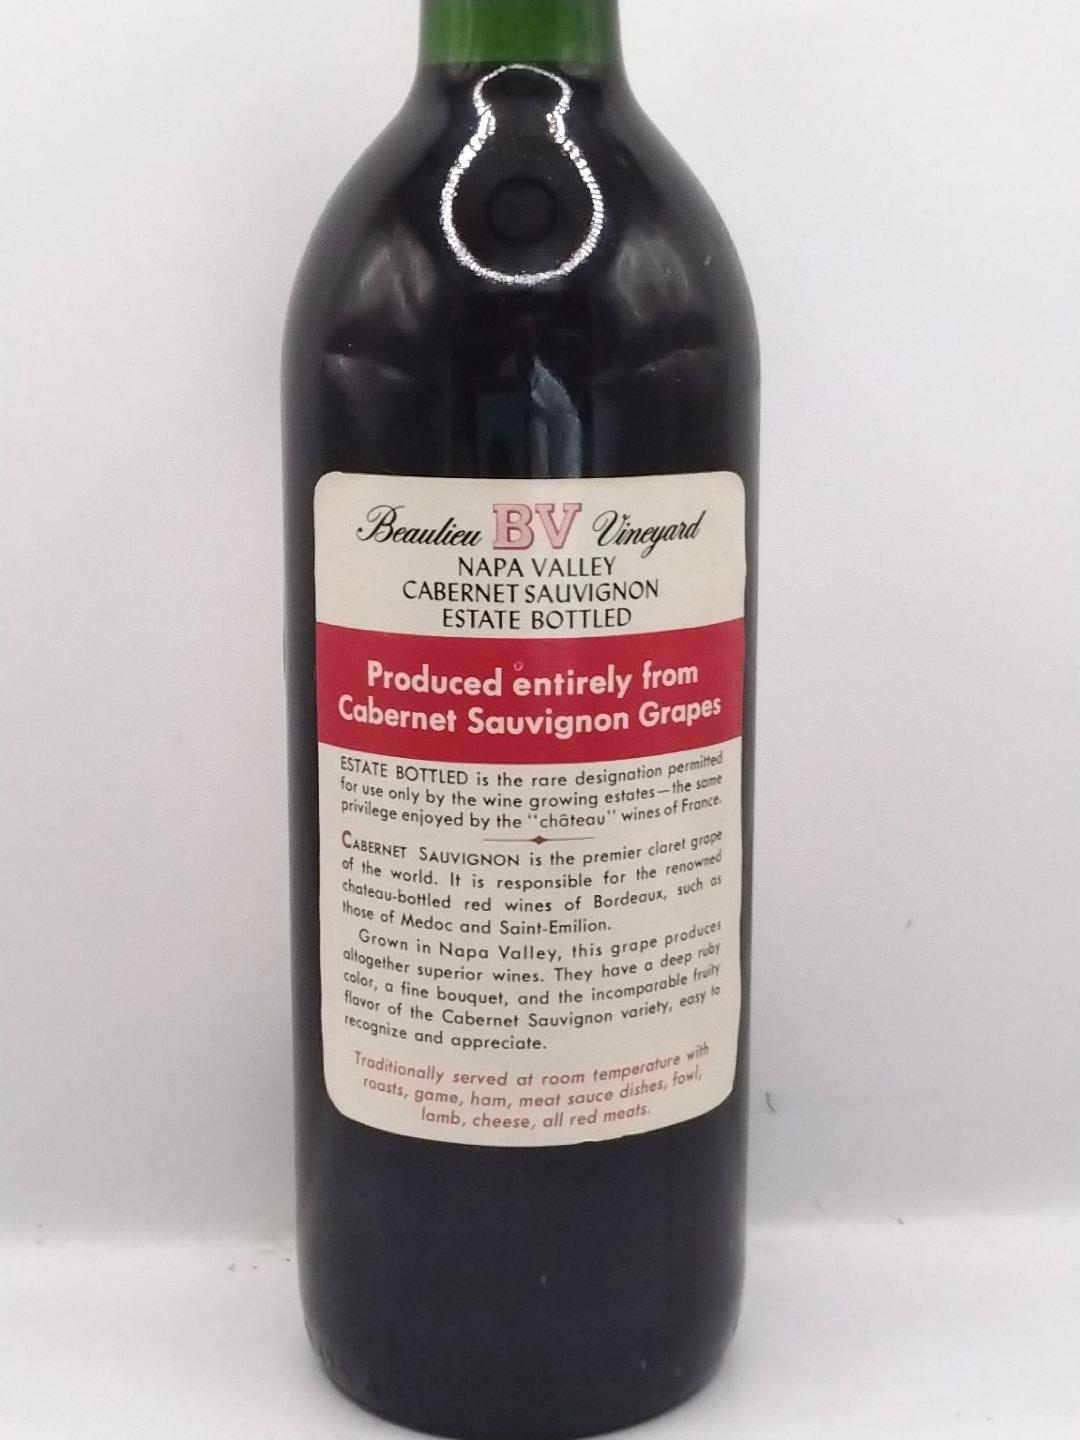 Beaulieu BV Vineyard
NAPA VALLEY
CABERNET SAUVIGNON
ESTATE BOTTLED
Produced entirely from
Cabernet Sauvignon Grapes
ESTATE BOTTLED is the rare designation permitted
for use only by the wine growing estates—the same
privilege enjoyed by the "château" wines of France.
CABERNET SAUVIGNON is the premier claret grape
of the world. It is responsible for the renowned
chateau-bottled red wines of Bordeaux, such as
those of Medoc and Saint-Emilion.
Grown in Napa Valley, this grape produces
altogether superior wines. They have a deep ruby
color, a fine bouquet, and the incomparable fruity
flavor of the Cabernet Sauvignon variety, easy to
recognize and appreciate.
Traditionally served at room temperature with
roasts, game, ham, meat sauce dishes, fowl,
lamb, cheese, all red meats.